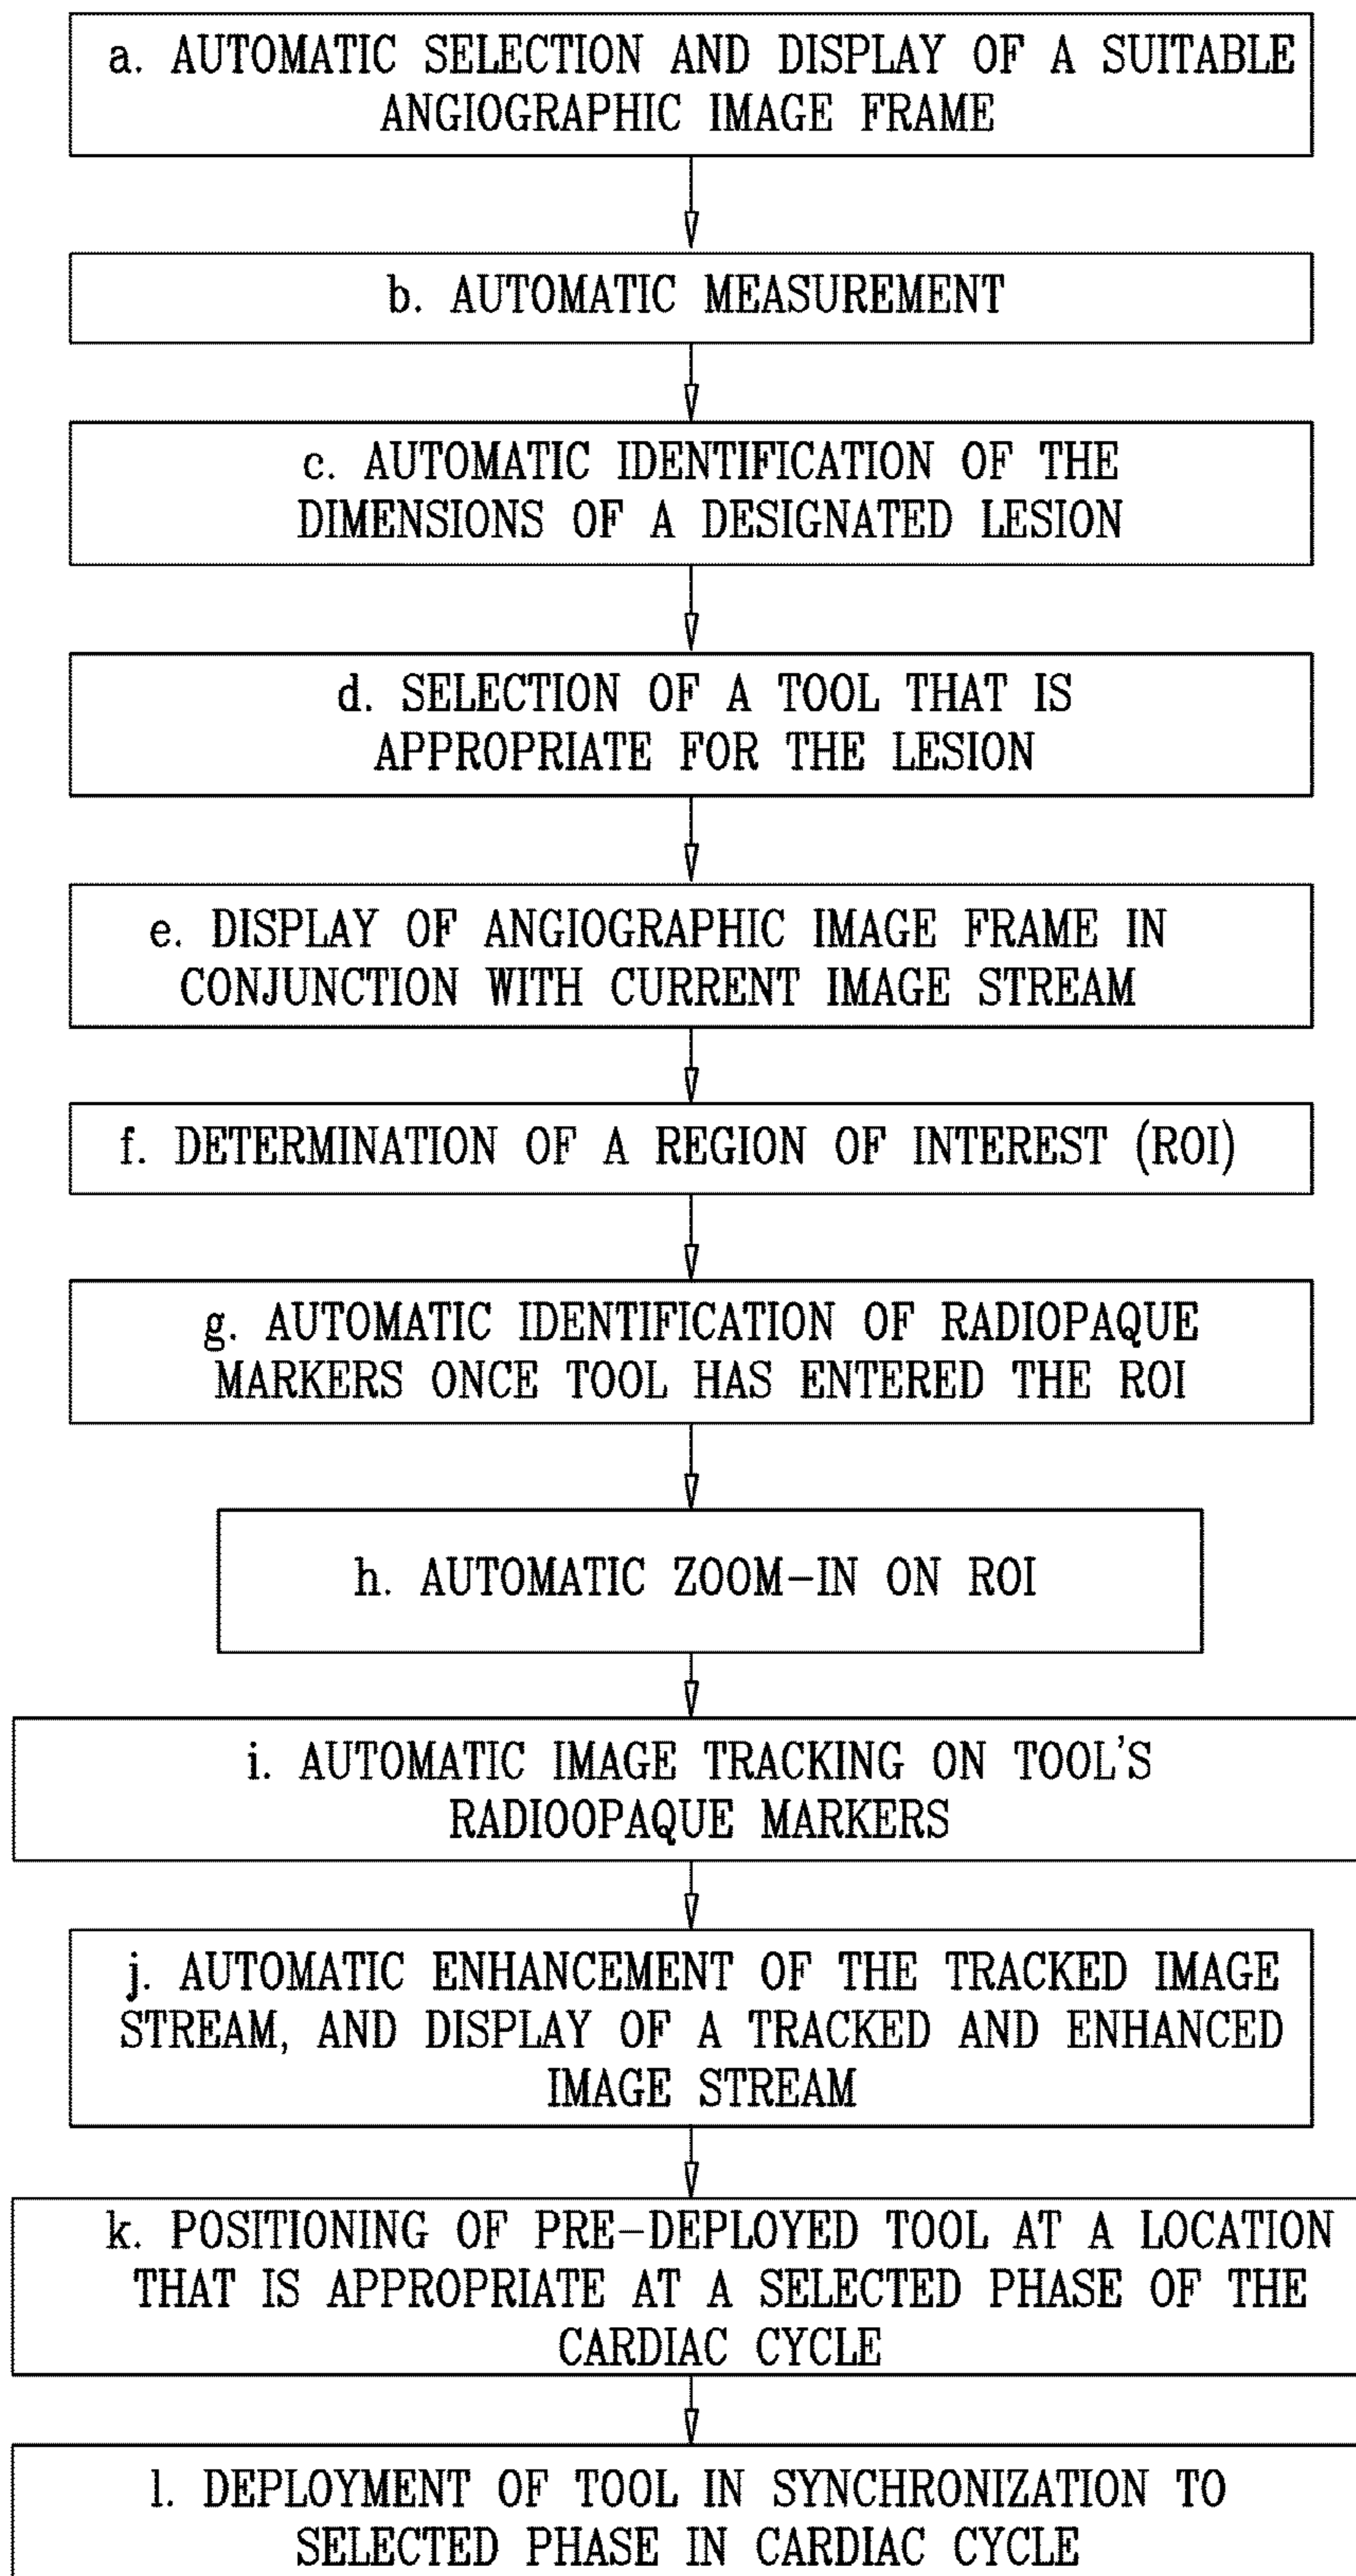 a. AUTOMATIC SELECTION AND DISPLAY OF A SUITABLE
ANGIOGRAPHIC IMAGE FRAME
b. AUTOMATIC MEASUREMENT
c. AUTOMATIC IDENTIFICATION OF THE
DIMENSIONS OF A DESIGNATED LESION
d. SELECTION OF A TOOL THAT IS
APPROPRIATE FOR THE LESION
e. DISPLAY OF ANGIOGRAPHIC IMAGE FRAME IN
CONJUNCTION WITH CURRENT IMAGE STREAM
f. DETERMINATION OF A REGION OF INTEREST (ROI)
g. AUTOMATIC IDENTIFICATION OF RADIOPAQUE
MARKERS ONCE TOOL HAS ENTERED THE ROI
h. AUTOMATIC ZOOM-IN ON ROI
i. AUTOMATIC IMAGE TRACKING ON TOOL'S
RADIOOPAQUE MARKERS
j. AUTOMATIC ENHANCEMENT OF THE TRACKED IMAGE
STREAM, AND DISPLAY OF A TRACKED AND ENHANCED
IMAGE STREAM
k. POSITIONING OF PRE-DEPLOYED TOOL AT A LOCATION
THAT IS APPROPRIATE AT A SELECTED PHASE OF THE
CARDIAC CYCLE
l. DEPLOYMENT OF TOOL IN SYNCHRONIZATION TO
SELECTED PHASE IN CARDIAC CYCLE